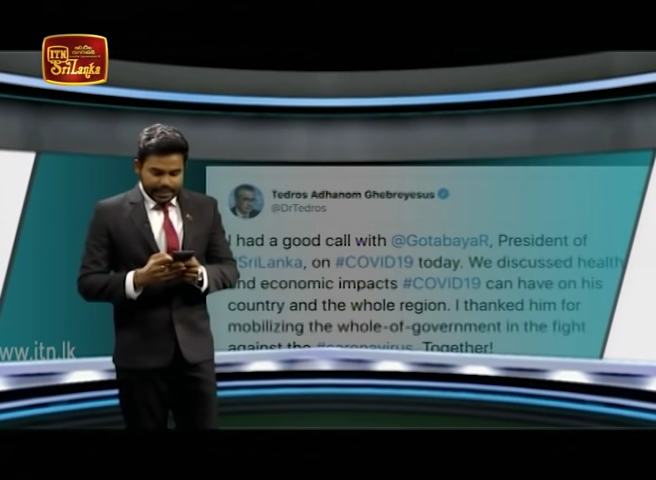 ITN
Sri Lanka
Tedros Adhanom Ghebreyesus
@DrTedros
I had a good call with @GotabayaR, President of
#SriLanka, on #COVID19 today. We discussed health
and economic impacts #COVID19 can have on his
country and the whole region. I thanked him for
mobilizing the whole-of-government in the fight
against the #coronavirus. Together!
www.itn.lk